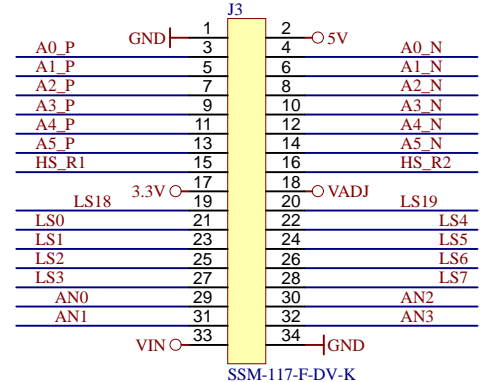 J3
GND 1 2 5V
A0_P 3 4 A0_N
A1_P 5 6 A1_N
A2_P 7 8 A2_N
A3_P 9 10 A3_N
A4_P 11 12 A4_N
A5_P 13 14 A5_N
HS_R1 15 16 HS_R2
3.3V 17 18 VADJ
LS18 19 20 LS19
LS0 21 22 LS4
LS1 23 24 LS5
LS2 25 26 LS6
LS3 27 28 LS7
AN0 29 30 AN2
AN1 31 32 AN3
VIN 33 34 GND
SSM-117-F-DV-K